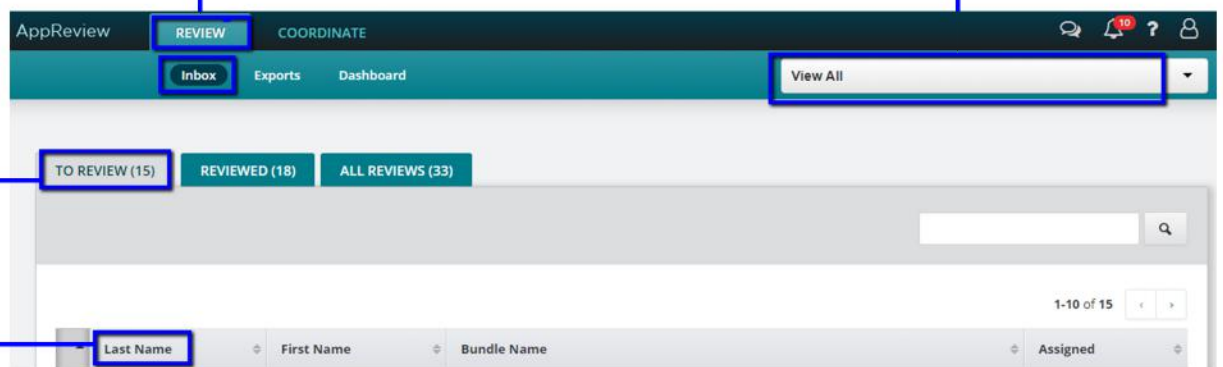 AppReview REVIEW COORDINATE 10 ?
Inbox Exports Dashboard View All
TO REVIEW (15) REVIEWED (18) ALL REVIEWS (33)
1-10 of 15
Last Name First Name Bundle Name Assigned